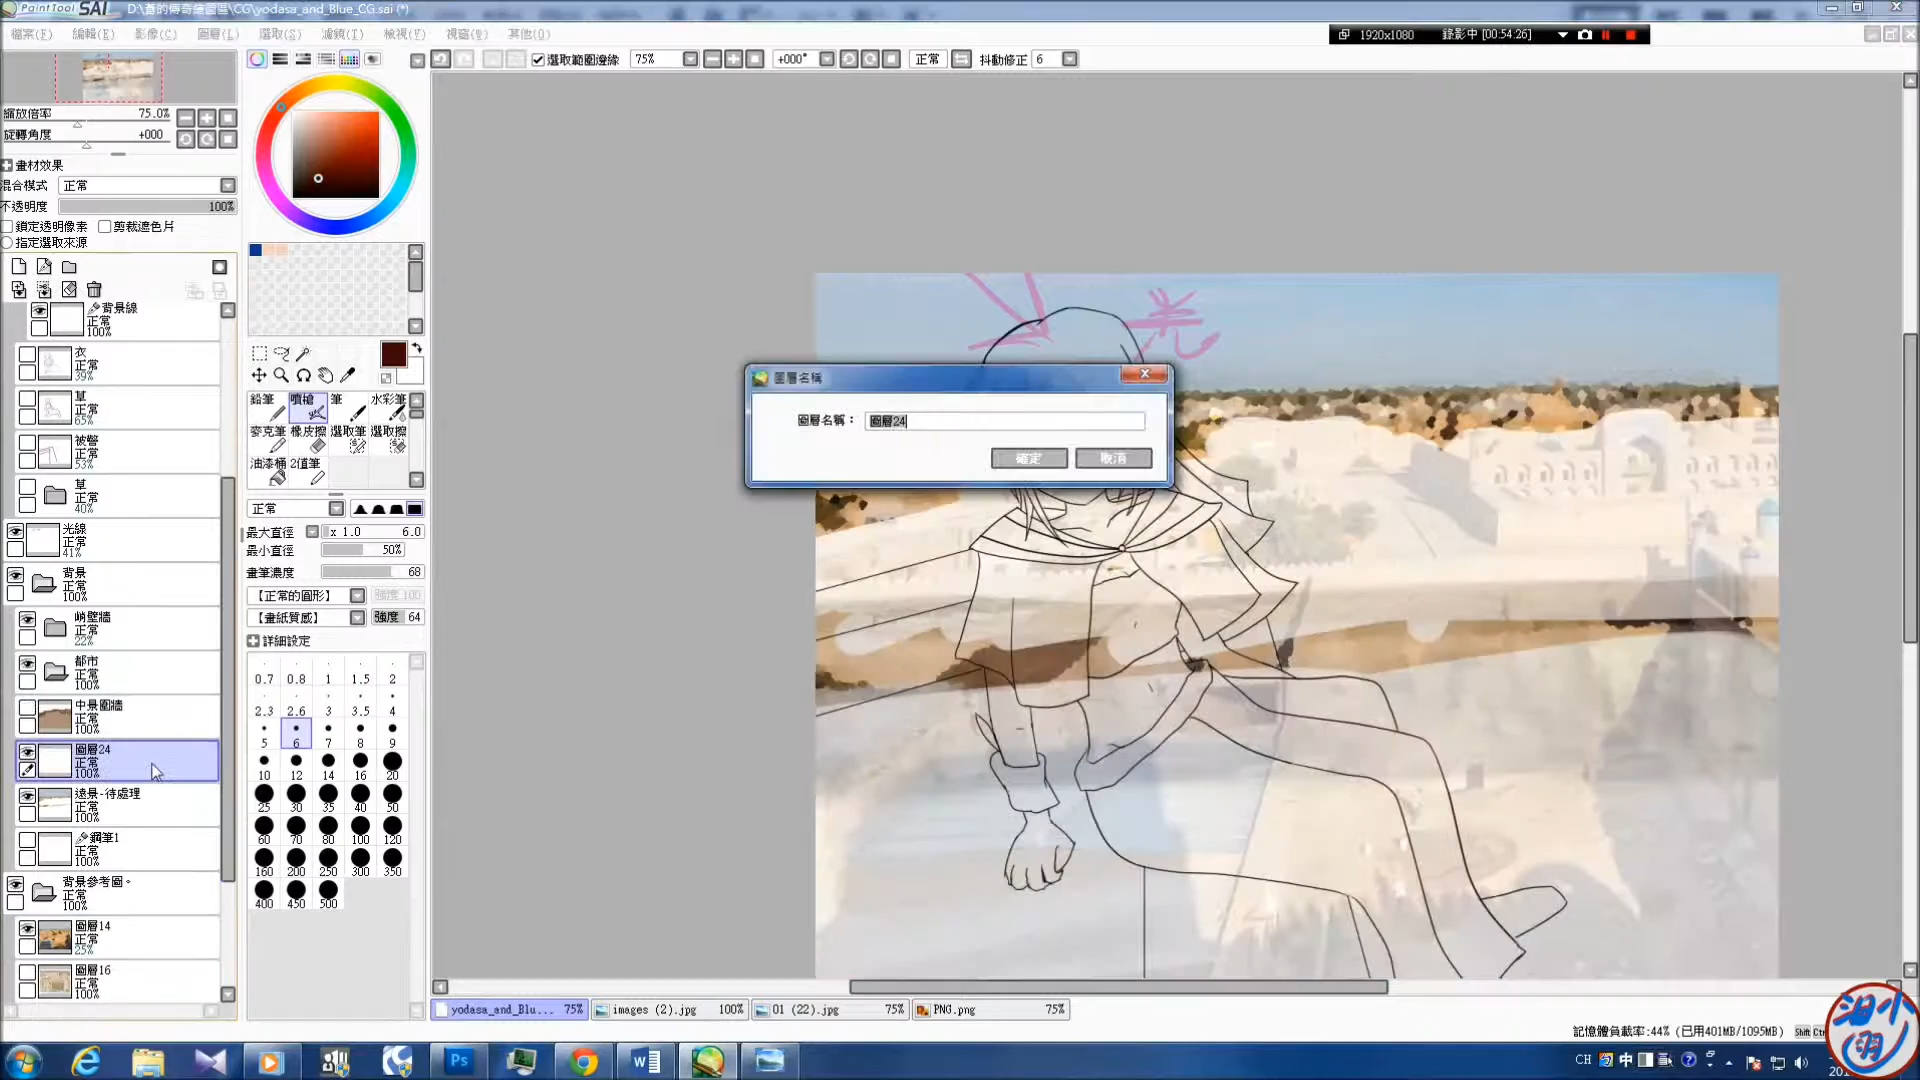 PaintTool SAI D:\蒼的傳奇繪圖區\CG\yodasa_and_Blue_CG.sai (*)
檔案(F) 編輯(E) 影像(C) 圖層(L) 選取(S) 濾鏡(T) 檢視(V) 視窗(W) 其他(O)
1920x1080 錄影中 [00:54:26]
選取範圍邊緣 75% +000° 正常 抖動修正 6
縮放倍率 75.0%
旋轉角度 +000
畫材效果
混合模式 正常
不透明度 100%
鎖定透明像素 剪裁遮色片
指定選取來源
背景線
正常
100%
衣
正常
39%
草
正常
65%
被警
正常
53%
草
正常
40%
光線
正常
41%
背景
正常
100%
峭壁牆
正常
22%
都市
正常
100%
中景圍牆
正常
100%
圖層24
正常
100%
遠景-待處理
正常
100%
鋼筆1
正常
100%
背景參考圖。
正常
100%
圖層14
正常
25%
圖層16
正常
100%
鉛筆 噴槍 筆 水彩筆
麥克筆 橡皮擦 選取筆 選取擦
油漆桶 2值筆
正常
最大直徑 x 1.0 6.0
最小直徑 50%
畫筆濃度 68
【正常的圓形】 強度 100
【畫紙質感】 強度 64
詳細設定
0.7 0.8 1 1.5 2
2.3 2.6 3 3.5 4
5 6 7 8 9
10 12 14 16 20
25 30 35 40 50
60 70 80 100 120
160 200 250 300 350
400 450 500
光
圖層名稱
圖層名稱： 圖層24
確定 取消
yodasa_and_Blu... 75% images (2).jpg 100% 01 (22).jpg 75% PNG.png 75%
記憶體負載率:44% (已用401MB/1095MB) Shift
CH 中